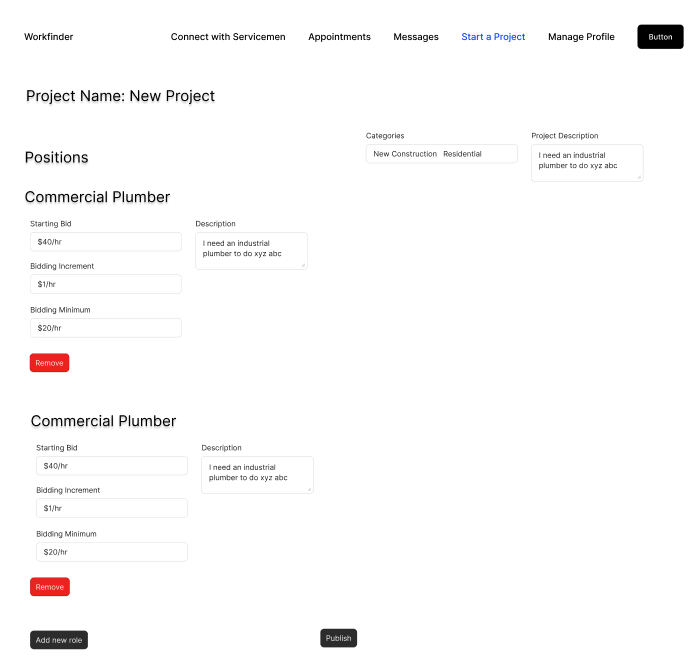 Workfinder
Connect with Servicemen
Appointments
Messages
Start a Project
Manage Profile
Button
Project Name: New Project
Categories
New Construction Residential
Project Description
I need an industrial
plumber to do xyz abc
Positions
Commercial Plumber
Starting Bid
$40/hr
Description
I need an industrial
plumber to do xyz abc
Bidding Increment
$1/hr
Bidding Minimum
$20/hr
Remove
Commercial Plumber
Starting Bid
$40/hr
Description
I need an industrial
plumber to do xyz abc
Bidding Increment
$1/hr
Bidding Minimum
$20/hr
Remove
Add new role
Publish